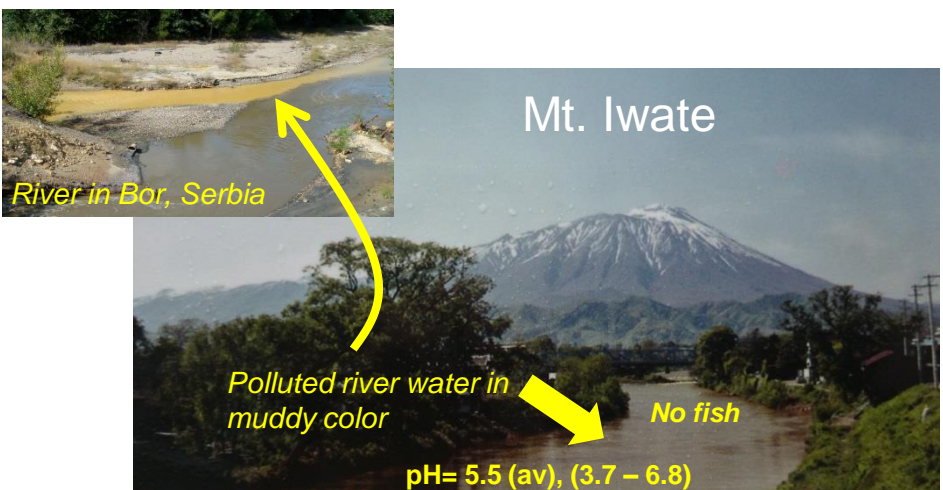 Mt. Iwate
River in Bor, Serbia
Polluted river water in
muddy color
No fish
pH= 5.5 (av), (3.7 – 6.8)